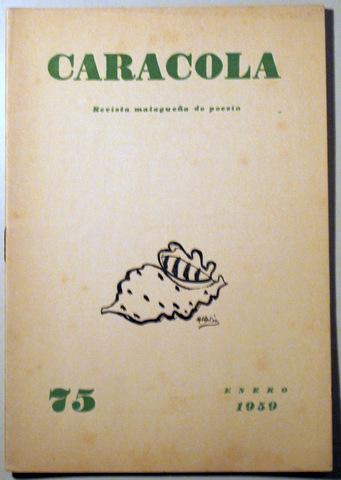 CARACOLA
Revista malagueña de poesía
75
ENERO
1959